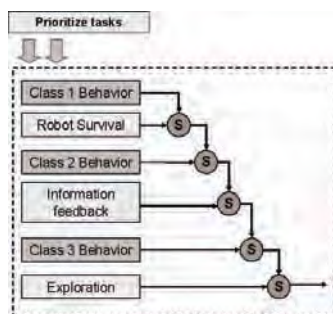 Prioritize tasks
Class 1 Behavior
S
Robot Survival
S
Class 2 Behavior
Information
feedback
S
Class 3 Behavior
S
Exploration
S